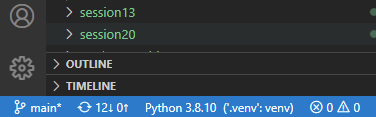 session13
session20
OUTLINE
TIMELINE
main* 12↓ 0↑ Python 3.8.10 ('.venv': venv) 0 0